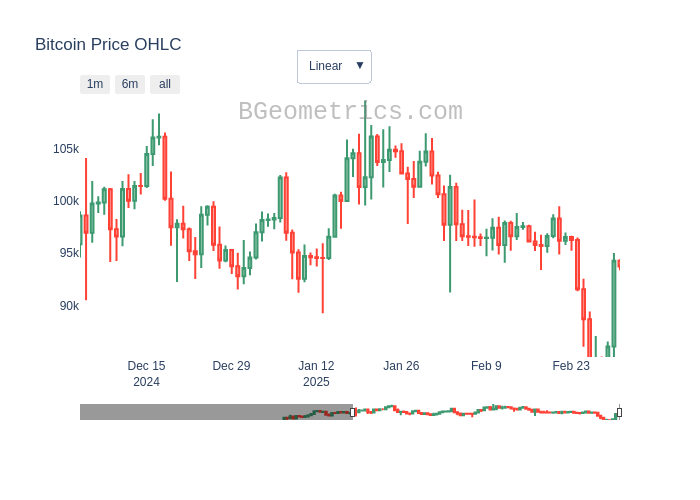 Bitcoin Price OHLC
Linear ▼
1m 6m all
BGeometrics.com
105k
100k
95k
90k
Dec 15 Dec 29 Jan 12 Jan 26 Feb 9 Feb 23
2024 2025